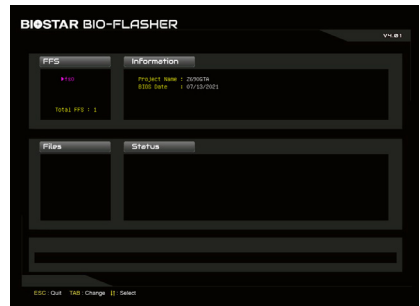 BIOSTAR BIO-FLASHER
V4.01
FFS
Information
Project Name : Z690GTA
BIOS Date : 07/13/2021
Total FFS : 1
Files
Status
ESC : Quit TAB : Change : Select